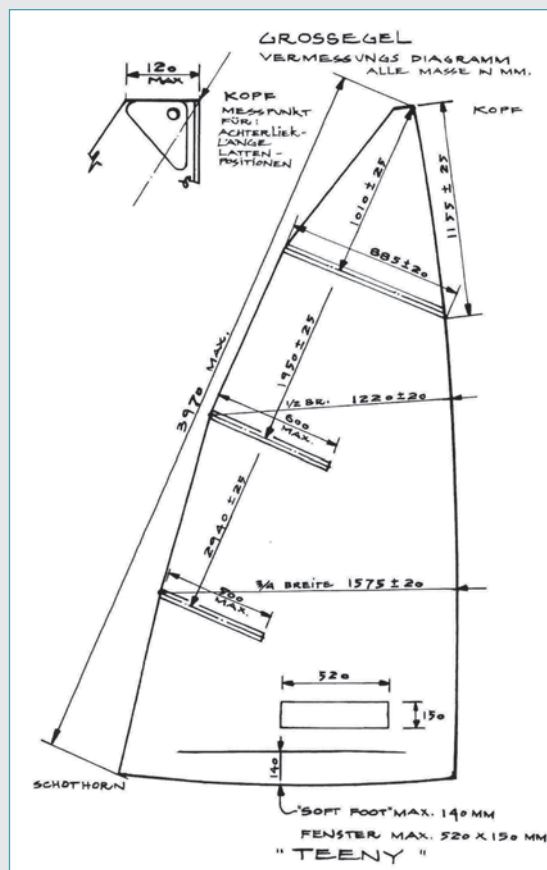 GROSSEGEL
VERMESSUNGS DIAGRAMM
ALLE MASSE IN MM.
120
MAX
KOPF
MESSPUNKT
FÜR:
ACHTERLIEK-
LÄNGE
LATTEN-
POSITIONEN
KOPF
1010 ± 25
1155 ± 25
885 ± 20
3970 MAX.
1950 ± 25
1/2 BR. 1220 ± 20
600
MAX.
2940 ± 25
3/4 BREITE 1575 ± 20
500
MAX.
520
150
140
SCHOTHORN
"SOFT FOOT" MAX. 140 MM
FENSTER MAX. 520 X 150 MM
" TEENY "